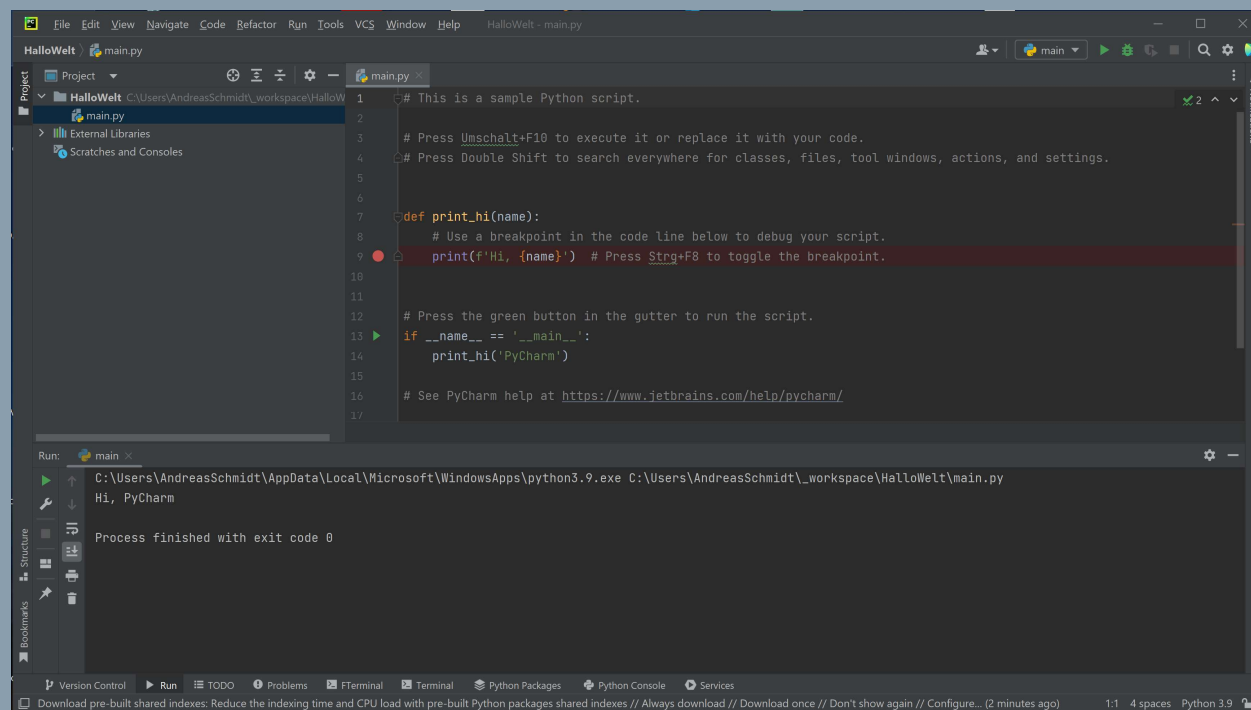 PC File Edit View Navigate Code Refactor Run Tools VCS Window Help HalloWelt - main.py
HalloWelt main.py main
Project
Project
main.py
HalloWelt C:\Users\AndreasSchmidt\_workspace\HalloW
main.py
External Libraries
Scratches and Consoles
2
1 # This is a sample Python script.
2
3 # Press Umschalt+F10 to execute it or replace it with your code.
4 # Press Double Shift to search everywhere for classes, files, tool windows, actions, and settings.
5
6
7 def print_hi(name):
8 # Use a breakpoint in the code line below to debug your script.
9 print(f'Hi, {name}') # Press Strg+F8 to toggle the breakpoint.
10
11
12 # Press the green button in the gutter to run the script.
13 if __name__ == '__main__':
14 print_hi('PyCharm')
15
16 # See PyCharm help at https://www.jetbrains.com/help/pycharm/
17
Run: main
C:\Users\AndreasSchmidt\AppData\Local\Microsoft\WindowsApps\python3.9.exe C:\Users\AndreasSchmidt\_workspace\HalloWelt\main.py
Hi, PyCharm
Process finished with exit code 0
Structure
Bookmarks
Version Control Run TODO Problems FTerminal Terminal Python Packages Python Console Services
Download pre-built shared indexes: Reduce the indexing time and CPU load with pre-built Python packages shared indexes // Always download // Download once // Don't show again // Configure... (2 minutes ago) 1:1 4 spaces Python 3.9